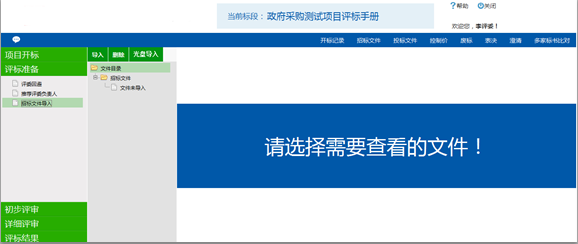 当前标段： 政府采购测试项目评标手册
?帮助 关闭
欢迎您，李评委！
开标记录 招标文件 投标文件 控制价 废标 表决 澄清 多家标书比对
项目开标
评标准备
评委回避
推荐评委负责人
招标文件导入
初步评审
详细评审
评标结果
导入 删除 光盘导入
文件目录
招标文件
文件未导入
请选择需要查看的文件！